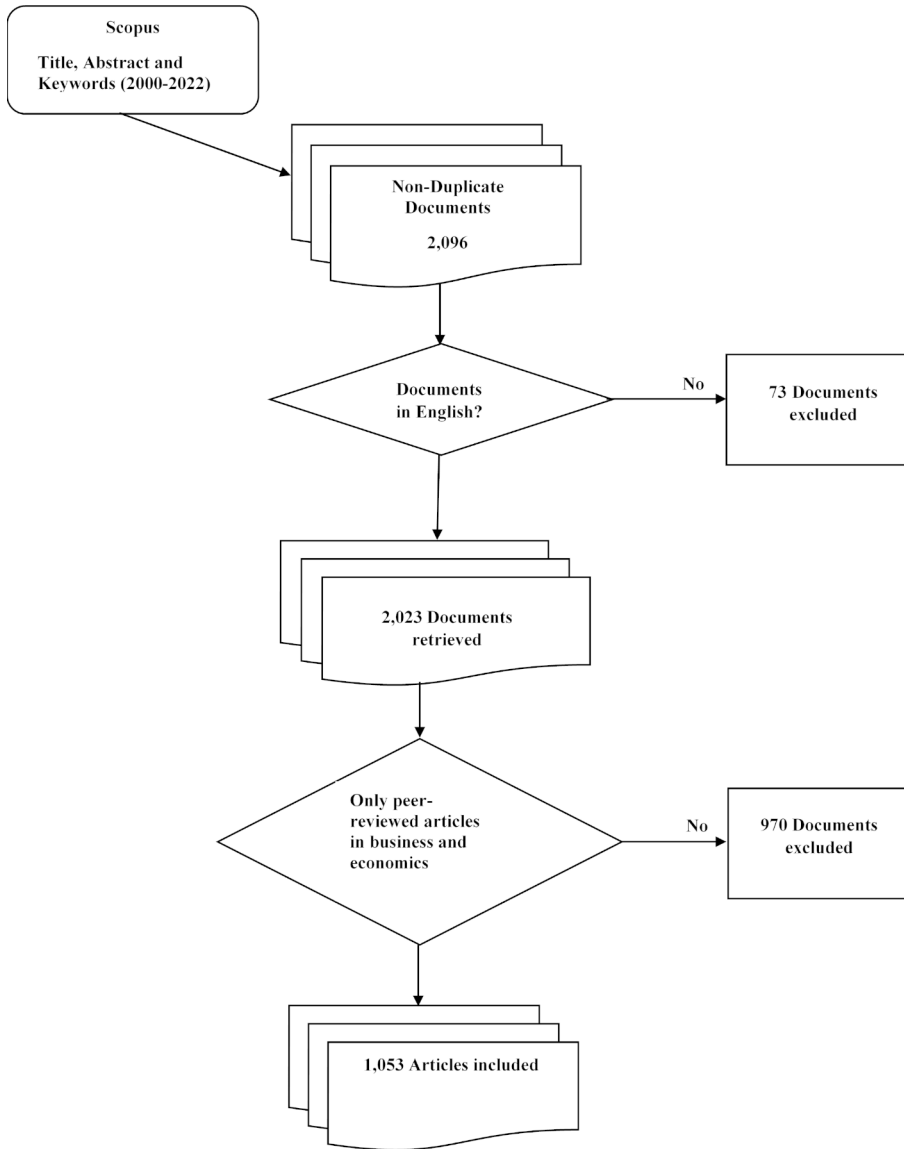 Scopus
Title, Abstract and
Keywords (2000-2022)
Non-Duplicate
Documents
2,096
Documents
in English?
No
73 Documents
excluded
2,023 Documents
retrieved
Only peer-
reviewed articles
in business and
economics
No
970 Documents
excluded
1,053 Articles included